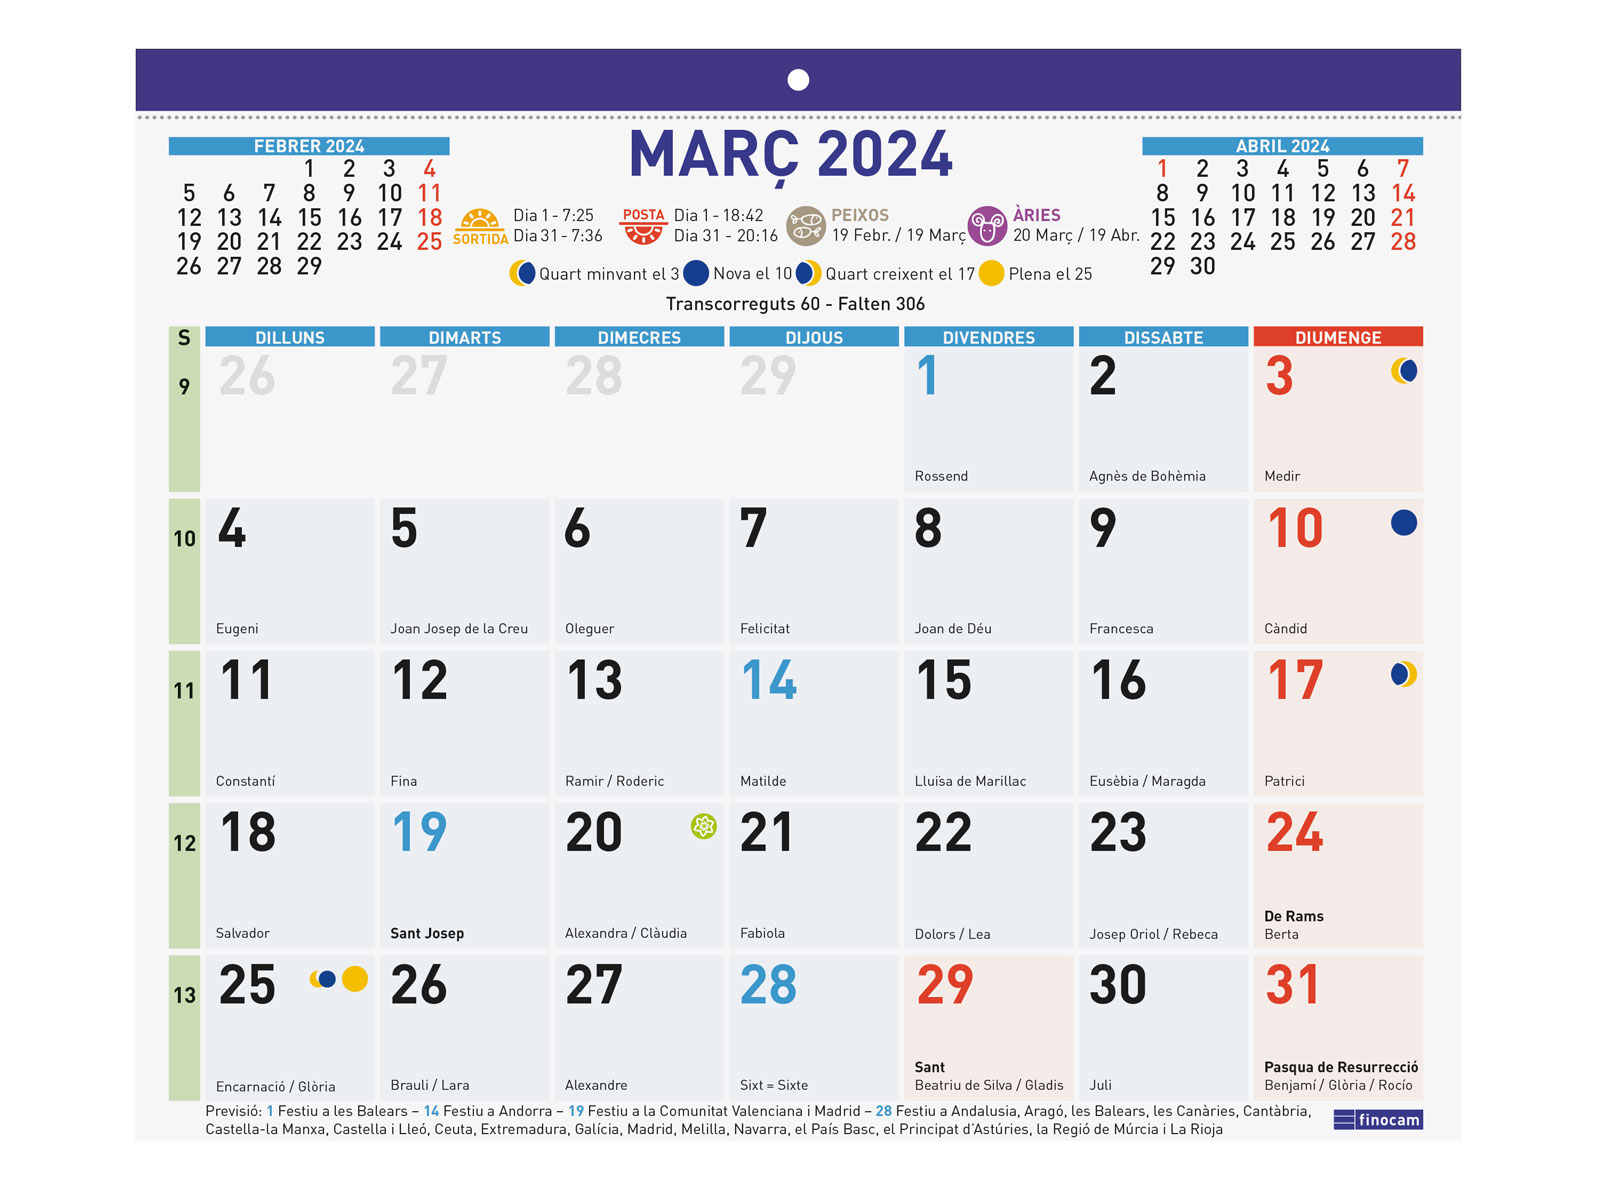 MARÇ 2024
FEBRER 2024
1 2 3 4
5 6 7 8 9 10 11
12 13 14 15 16 17 18
19 20 21 22 23 24 25
26 27 28 29
SORTIDA
Dia 1 - 7:25
Dia 31 - 7:36
POSTA
Dia 1 - 18:42
Dia 31 - 20:16
PEIXOS
19 Febr. / 19 Març
ÀRIES
20 Març / 19 Abr.
Quart minvant el 3 Nova el 10 Quart creixent el 17 Plena el 25
Transcorreguts 60 - Falten 306
ABRIL 2024
1 2 3 4 5 6 7
8 9 10 11 12 13 14
15 16 17 18 19 20 21
22 23 24 25 26 27 28
29 30
S DILLUNS DIMARTS DIMECRES DIJOUS DIVENDRES DISSABTE DIUMENGE
9 26 27 28 29 1 2 3
Rossend Agnès de Bohèmia Medir
10 4 5 6 7 8 9 10
Eugeni Joan Josep de la Creu Oleguer Felicitat Joan de Déu Francesca Càndid
11 11 12 13 14 15 16 17
Constantí Fina Ramir / Roderic Matilde Lluïsa de Marillac Eusèbia / Maragda Patrici
12 18 19 20 21 22 23 24
De Rams
Salvador Sant Josep Alexandra / Clàudia Fabiola Dolors / Lea Josep Oriol / Rebeca Berta
13 25 26 27 28 29 30 31
Sant Pasqua de Resurrecció
Encarnació / Glòria Brauli / Lara Alexandre Sixt = Sixte Beatriu de Silva / Gladis Juli Benjamí / Glòria / Rocío
Previsió: 1 Festiu a les Balears – 14 Festiu a Andorra – 19 Festiu a la Comunitat Valenciana i Madrid – 28 Festiu a Andalusia, Aragó, les Balears, les Canàries, Cantàbria,
Castella-la Manxa, Castella i Lleó, Ceuta, Extremadura, Galícia, Madrid, Melilla, Navarra, el País Basc, el Principat d'Astúries, la Regió de Múrcia i La Rioja
finocam